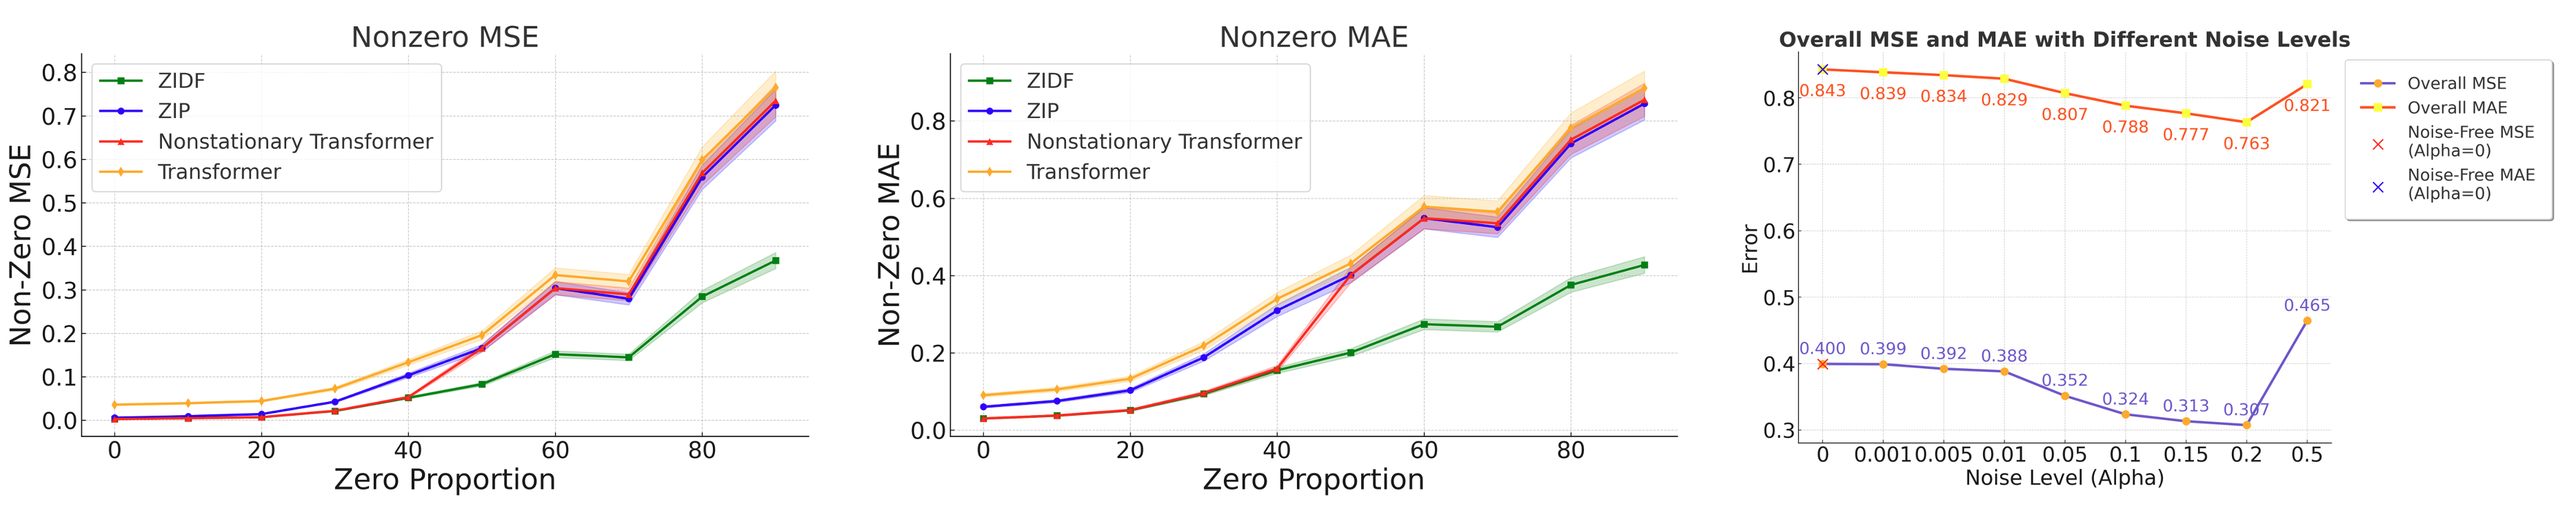 Nonzero MSE
Non-Zero MSE
0.8
0.7
0.6
0.5
0.4
0.3
0.2
0.1
0.0
ZIDF
ZIP
Nonstationary Transformer
Transformer
0 20 40 60 80
Zero Proportion
Nonzero MAE
Non-Zero MAE
0.8
0.6
0.4
0.2
0.0
ZIDF
ZIP
Nonstationary Transformer
Transformer
0 20 40 60 80
Zero Proportion
Overall MSE and MAE with Different Noise Levels
Error
0.8
0.7
0.6
0.5
0.4
0.3
0.843 0.839 0.834 0.829 0.807 0.788 0.777 0.763 0.821
0.400 0.399 0.392 0.388 0.352 0.324 0.313 0.307 0.465
0 0.001 0.005 0.01 0.05 0.1 0.15 0.2 0.5
Noise Level (Alpha)
Overall MSE
Overall MAE
Noise-Free MSE
(Alpha=0)
Noise-Free MAE
(Alpha=0)